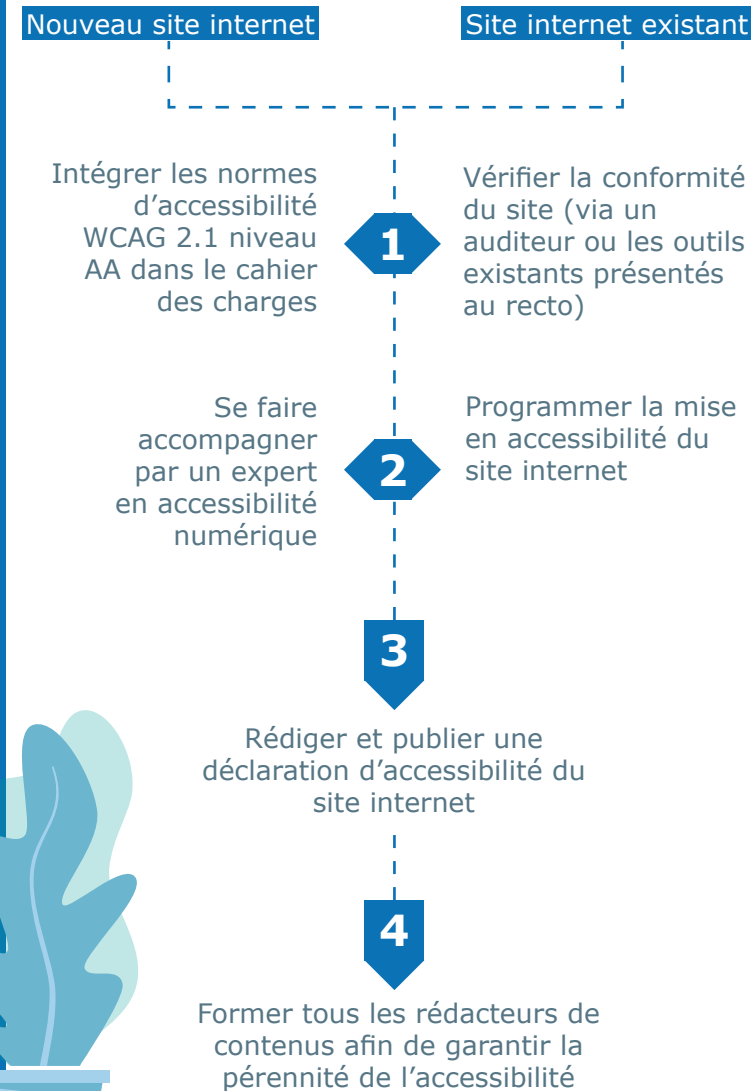 Nouveau site internet
Site internet existant
Intégrer les normes
d’accessibilité
WCAG 2.1 niveau
AA dans le cahier
des charges
1
Vérifier la conformité
du site (via un
auditeur ou les outils
existants présentés
au recto)
Se faire
accompagner
par un expert
en accessibilité
numérique
2
Programmer la mise
en accessibilité du
site internet
3
Rédiger et publier une
déclaration d’accessibilité du
site internet
4
Former tous les rédacteurs de
contenus afin de garantir la
pérennité de l’accessibilité